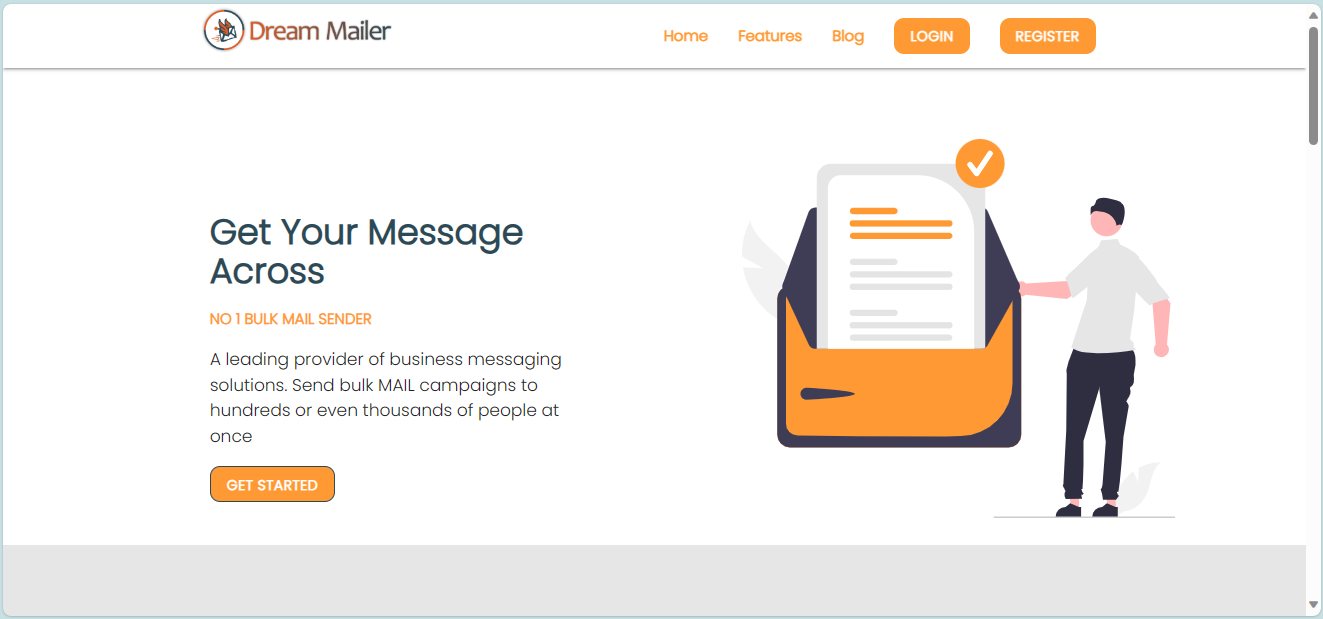 Dream Mailer
Home
Features
Blog
LOGIN
REGISTER
Get Your Message
Across
NO 1 BULK MAIL SENDER
A leading provider of business messaging
solutions. Send bulk MAIL campaigns to
hundreds or even thousands of people at
once
GET STARTED